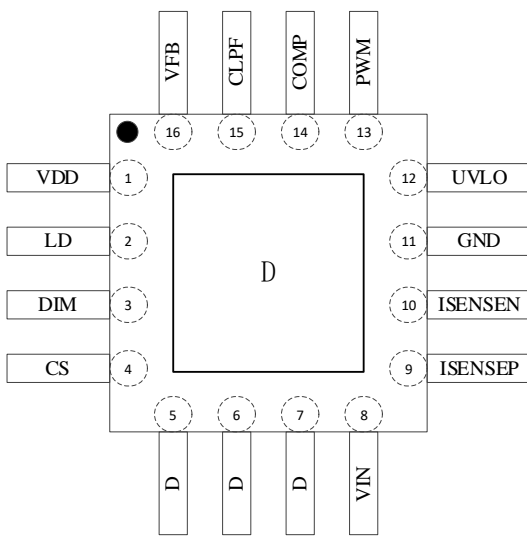 VFB CLPF COMP PWM
16 15 14 13
VDD 1 12 UVLO
LD 2 11 GND
D
DIM 3 10 ISENSEN
CS 4 9 ISENSEP
5 6 7 8
D D D VIN